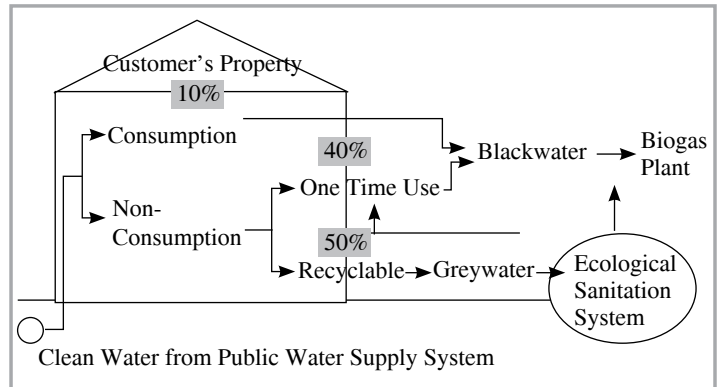 Customer's Property
10%
Consumption
40%
Blackwater
Biogas
Plant
One Time Use
Non-
Consumption
50%
Recyclable
Greywater
Ecological
Sanitation
System
Clean Water from Public Water Supply System